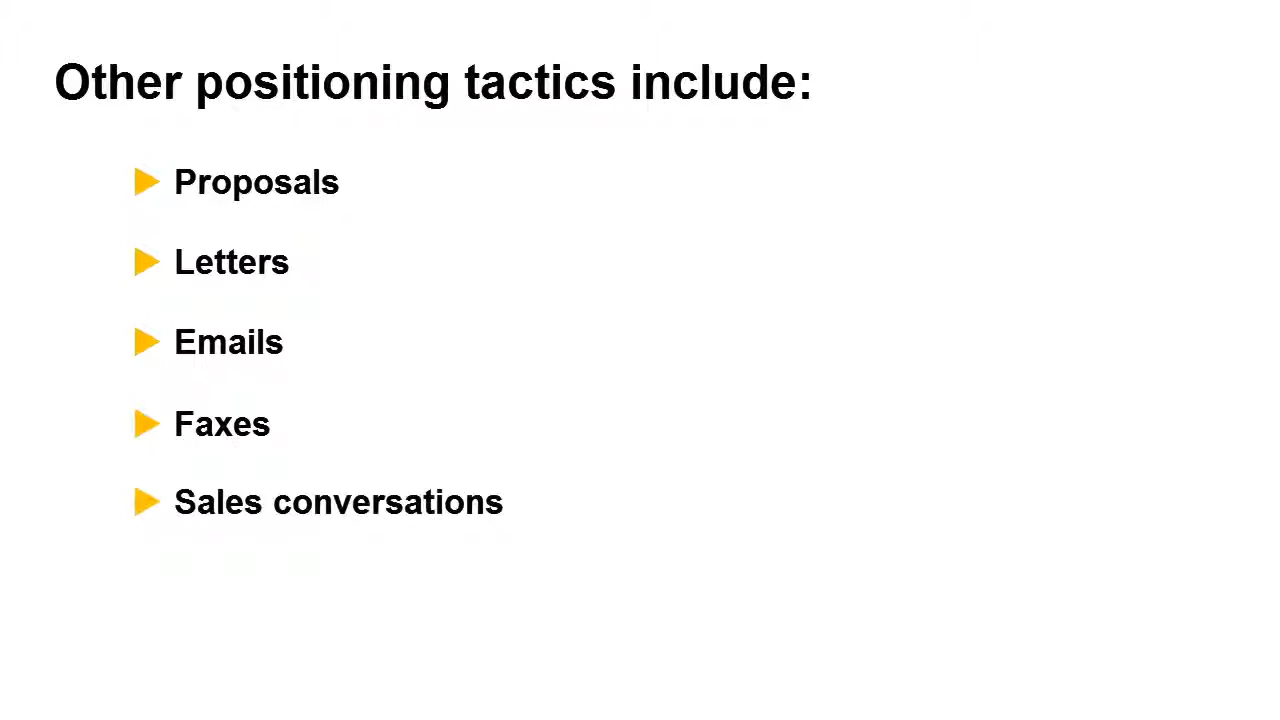 Other positioning tactics include:
Proposals
Letters
Emails
Faxes
Sales conversations